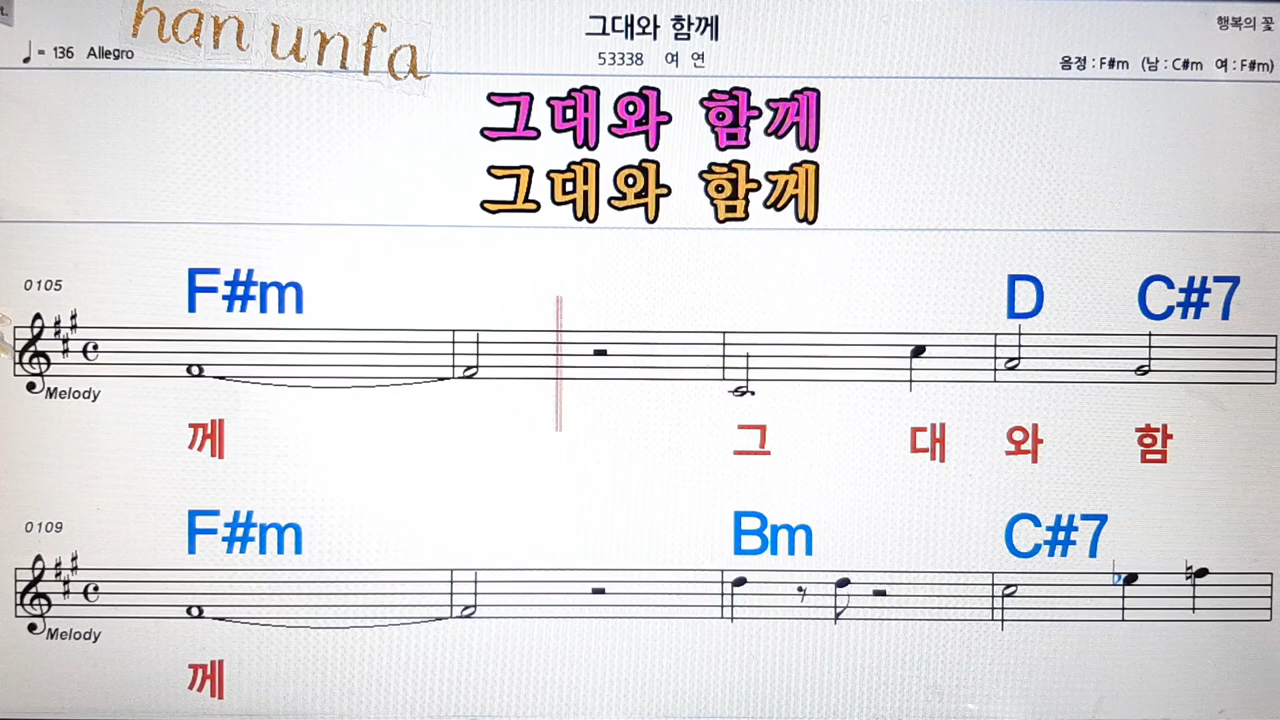 t.
han unfa
그대와 함께
행복의 꽃
♩= 136 Allegro
53338 여 연
음정 : F#m (남 : C#m 여 : F#m)
그대와 함께
그대와 함께
0105
F#m D C#7
Melody
께 그 대 와 함
0109
F#m Bm C#7
Melody
께